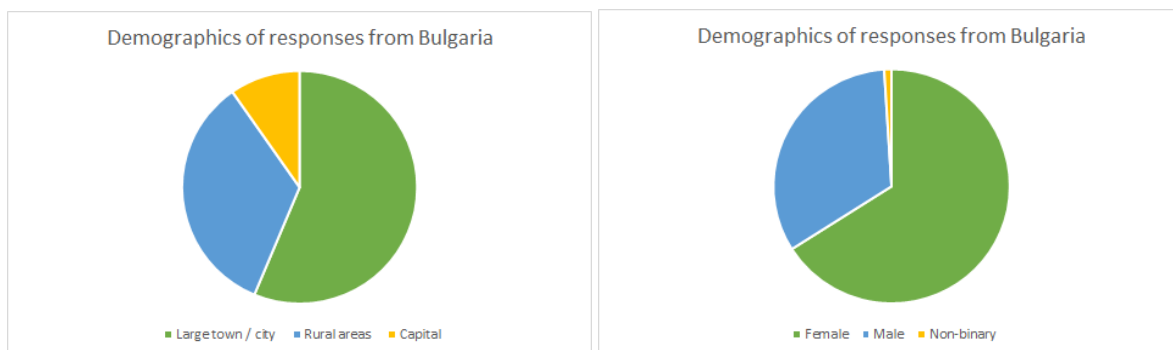 Demographics of responses from Bulgaria
Large town / city Rural areas Capital
Demographics of responses from Bulgaria
Female Male Non-binary